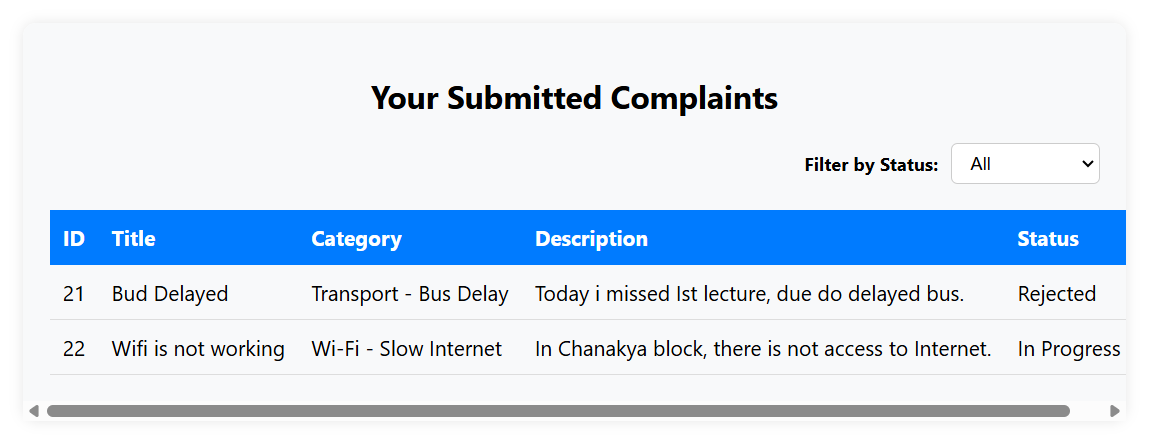 Your Submitted Complaints
Filter by Status: All
ID Title Category Description Status
21 Bud Delayed Transport - Bus Delay Today i missed Ist lecture, due do delayed bus. Rejected
22 Wifi is not working Wi-Fi - Slow Internet In Chanakya block, there is not access to Internet. In Progress